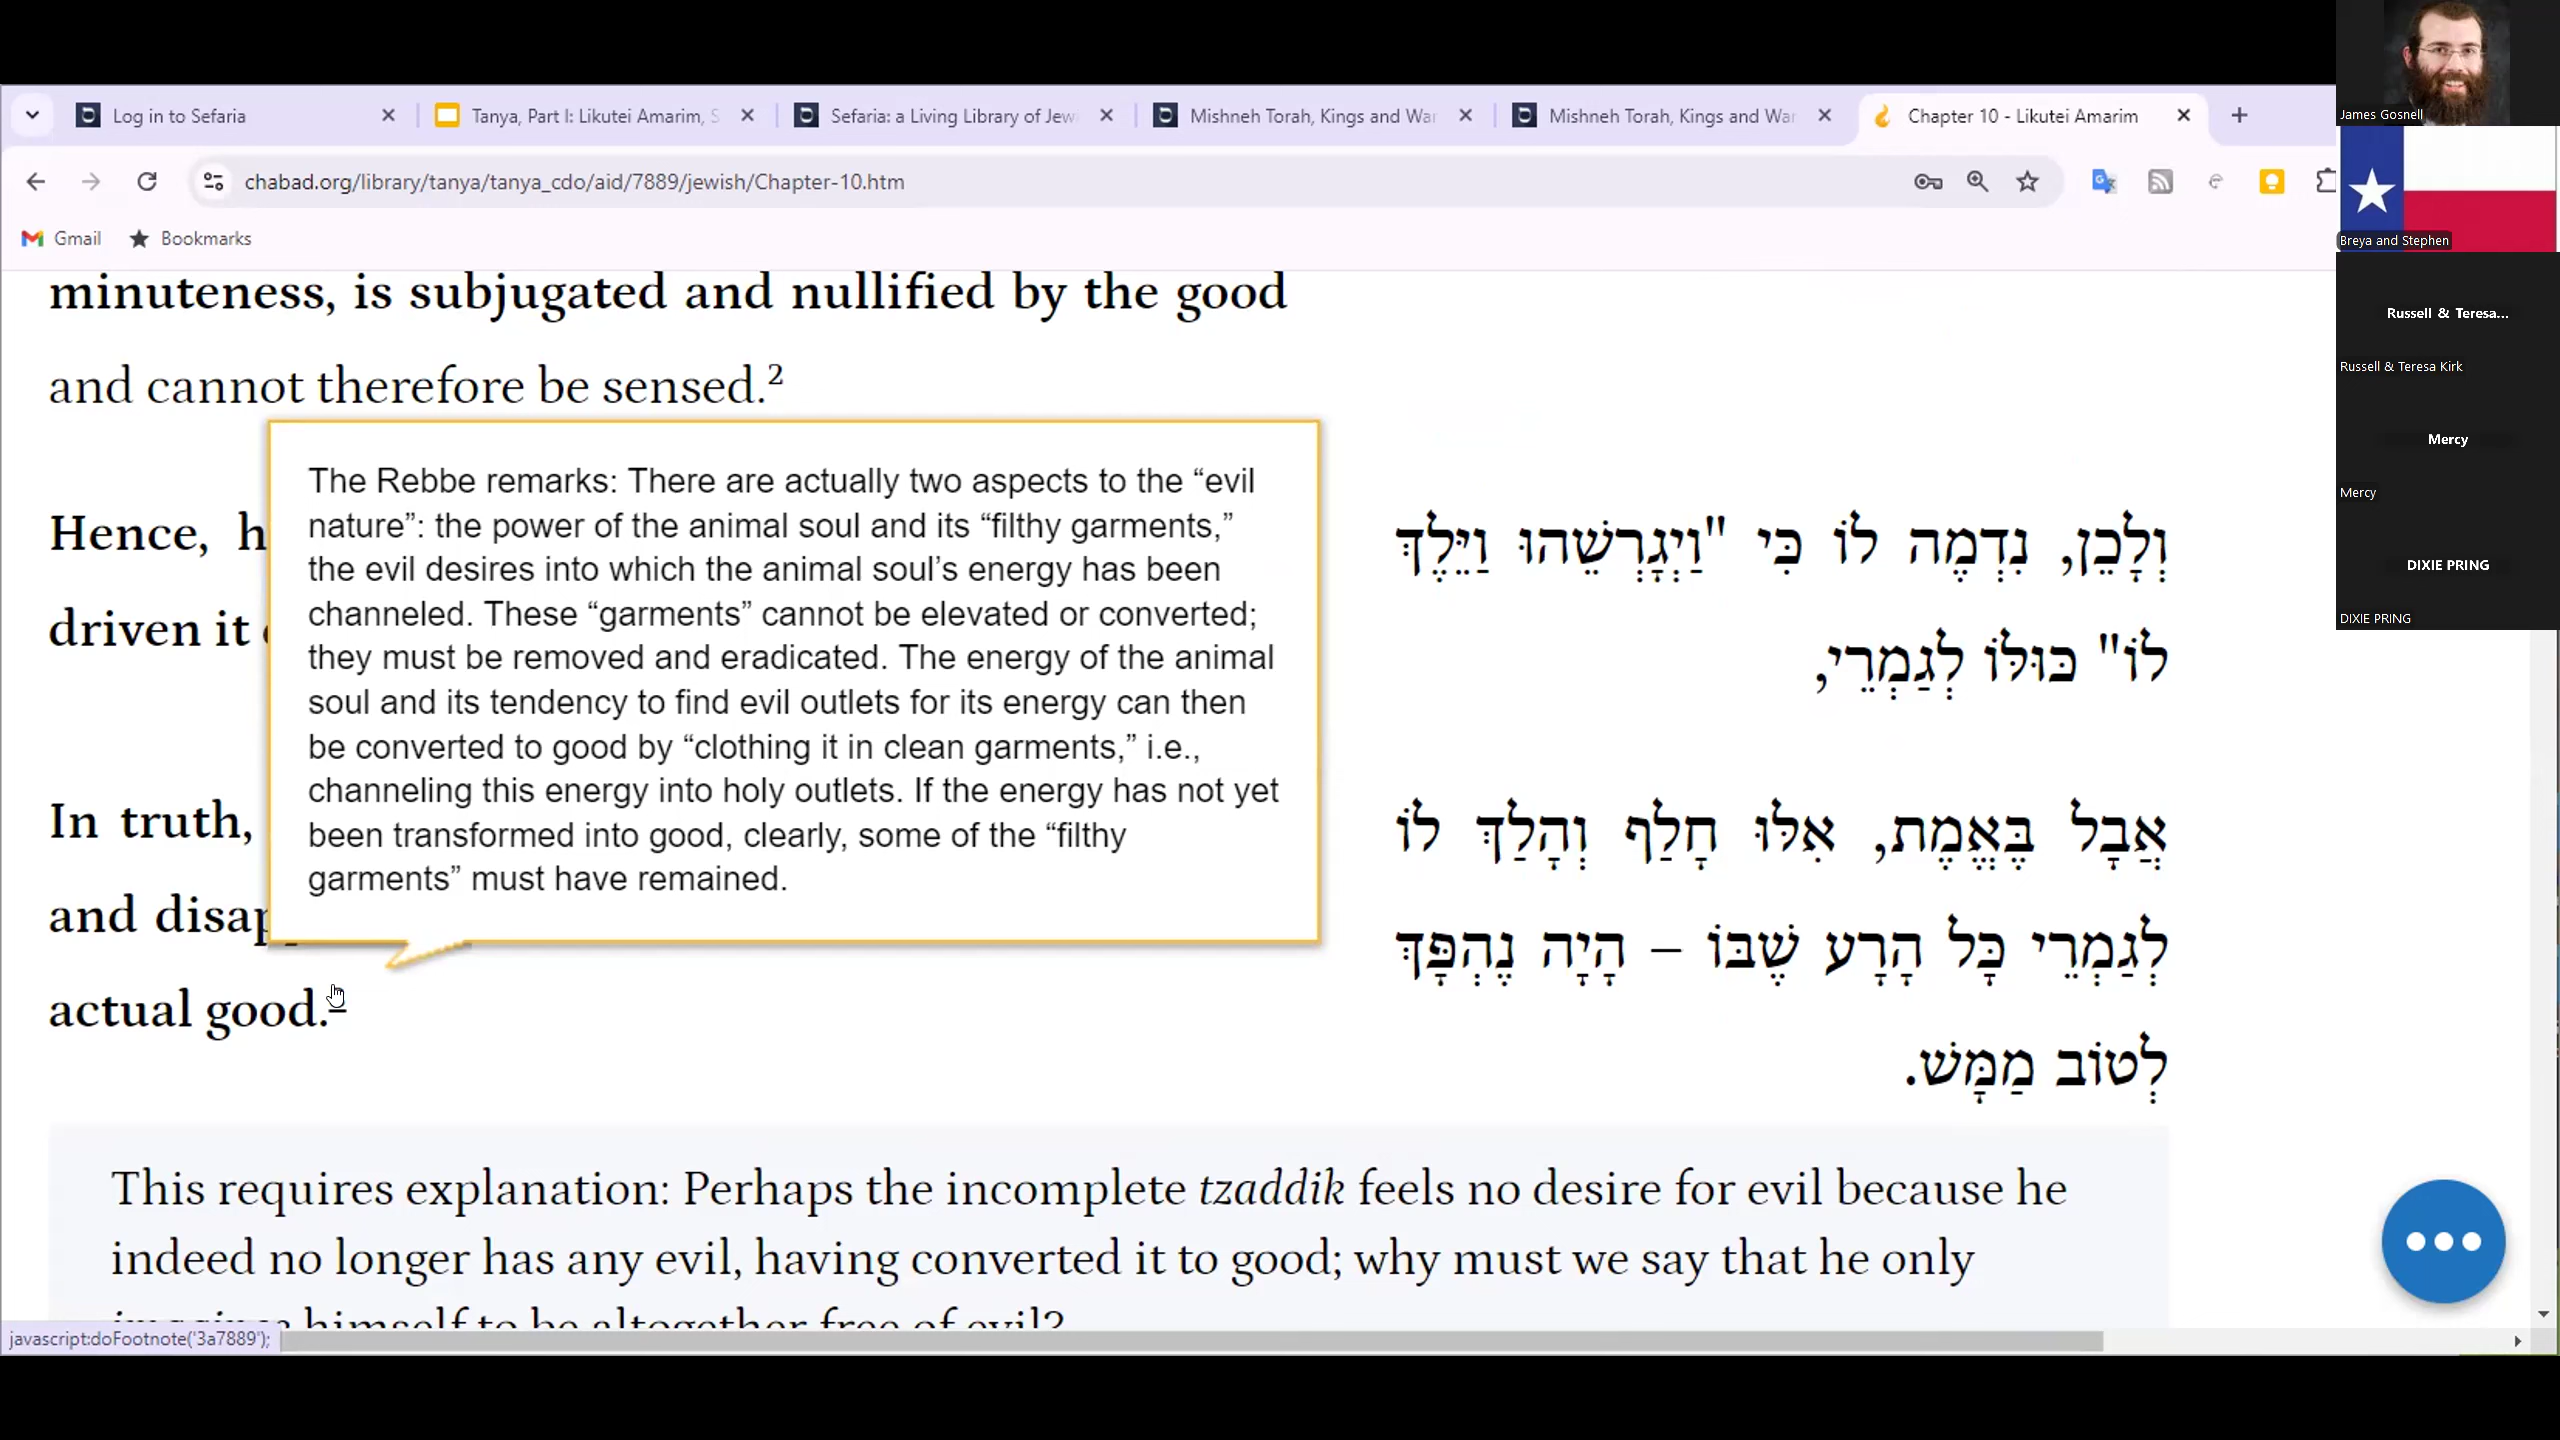 Log in to Sefaria
Tanya, Part I: Likutei Amarim, S
Sefaria: a Living Library of Jew
Mishneh Torah, Kings and War
Mishneh Torah, Kings and War
Chapter 10 - Likutei Amarim
chabad.org/library/tanya/tanya_cdo/aid/7889/jewish/Chapter-10.htm
Gmail
Bookmarks
minuteness, is subjugated and nullified by the good
and cannot therefore be sensed.2
Hence, h
driven it
In truth,
and disap
actual good.
The Rebbe remarks: There are actually two aspects to the “evil
nature”: the power of the animal soul and its “filthy garments,”
the evil desires into which the animal soul’s energy has been
channeled. These “garments” cannot be elevated or converted;
they must be removed and eradicated. The energy of the animal
soul and its tendency to find evil outlets for its energy can then
be converted to good by “clothing it in clean garments,” i.e.,
channeling this energy into holy outlets. If the energy has not yet
been transformed into good, clearly, some of the “filthy
garments” must have remained.
וְלָכֵן, נִדְמֶה לוֹ כִּי "וַיְגָרְשֵׁהוּ וַיֵּלֶךְ
לוֹ" כּוּלּוֹ לְגַמְרֵי,
אֲבָל בֶּאֱמֶת, אִלּוּ חָלַף וְהָלַךְ לוֹ
לְגַמְרֵי כָּל הָרָע שֶׁבּוֹ – הָיָה נֶהְפָּךְ
לְטוֹב מַמָּשׁ.
This requires explanation: Perhaps the incomplete tzaddik feels no desire for evil because he
indeed no longer has any evil, having converted it to good; why must we say that he only
imagines himself to be altogether free of evil?
javascript:doFootnote('3a7889');
James Gosnell
Breya and Stephen
Russell & Teresa...
Russell & Teresa Kirk
Mercy
Mercy
DIXIE PRING
DIXIE PRING